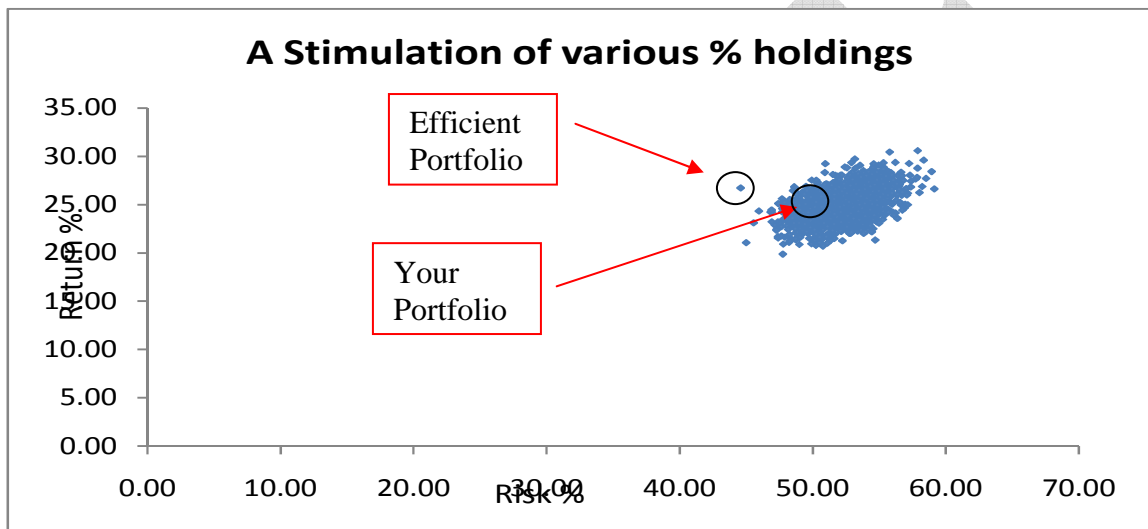 A Stimulation of various % holdings
35.00
30.00
25.00
20.00
15.00
10.00
5.00
0.00
Return %
Efficient
Portfolio
Your
Portfolio
0.00 10.00 20.00 30.00 40.00 50.00 60.00 70.00
Risk %